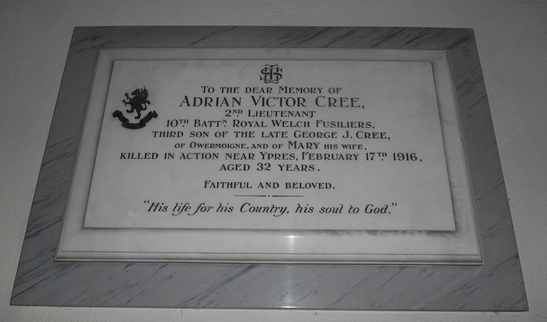 IHS
TO THE DEAR MEMORY OF
ADRIAN VICTOR CREE,
2ND LIEUTENANT
10TH BATTN ROYAL WELCH FUSILIERS,
THIRD SON OF THE LATE GEORGE J. CREE,
OF OWERMOIGNE, AND OF MARY HIS WIFE,
KILLED IN ACTION NEAR YPRES, FEBRUARY 17TH 1916,
AGED 32 YEARS.
FAITHFUL AND BELOVED.
"His life for his Country, his soul to God."